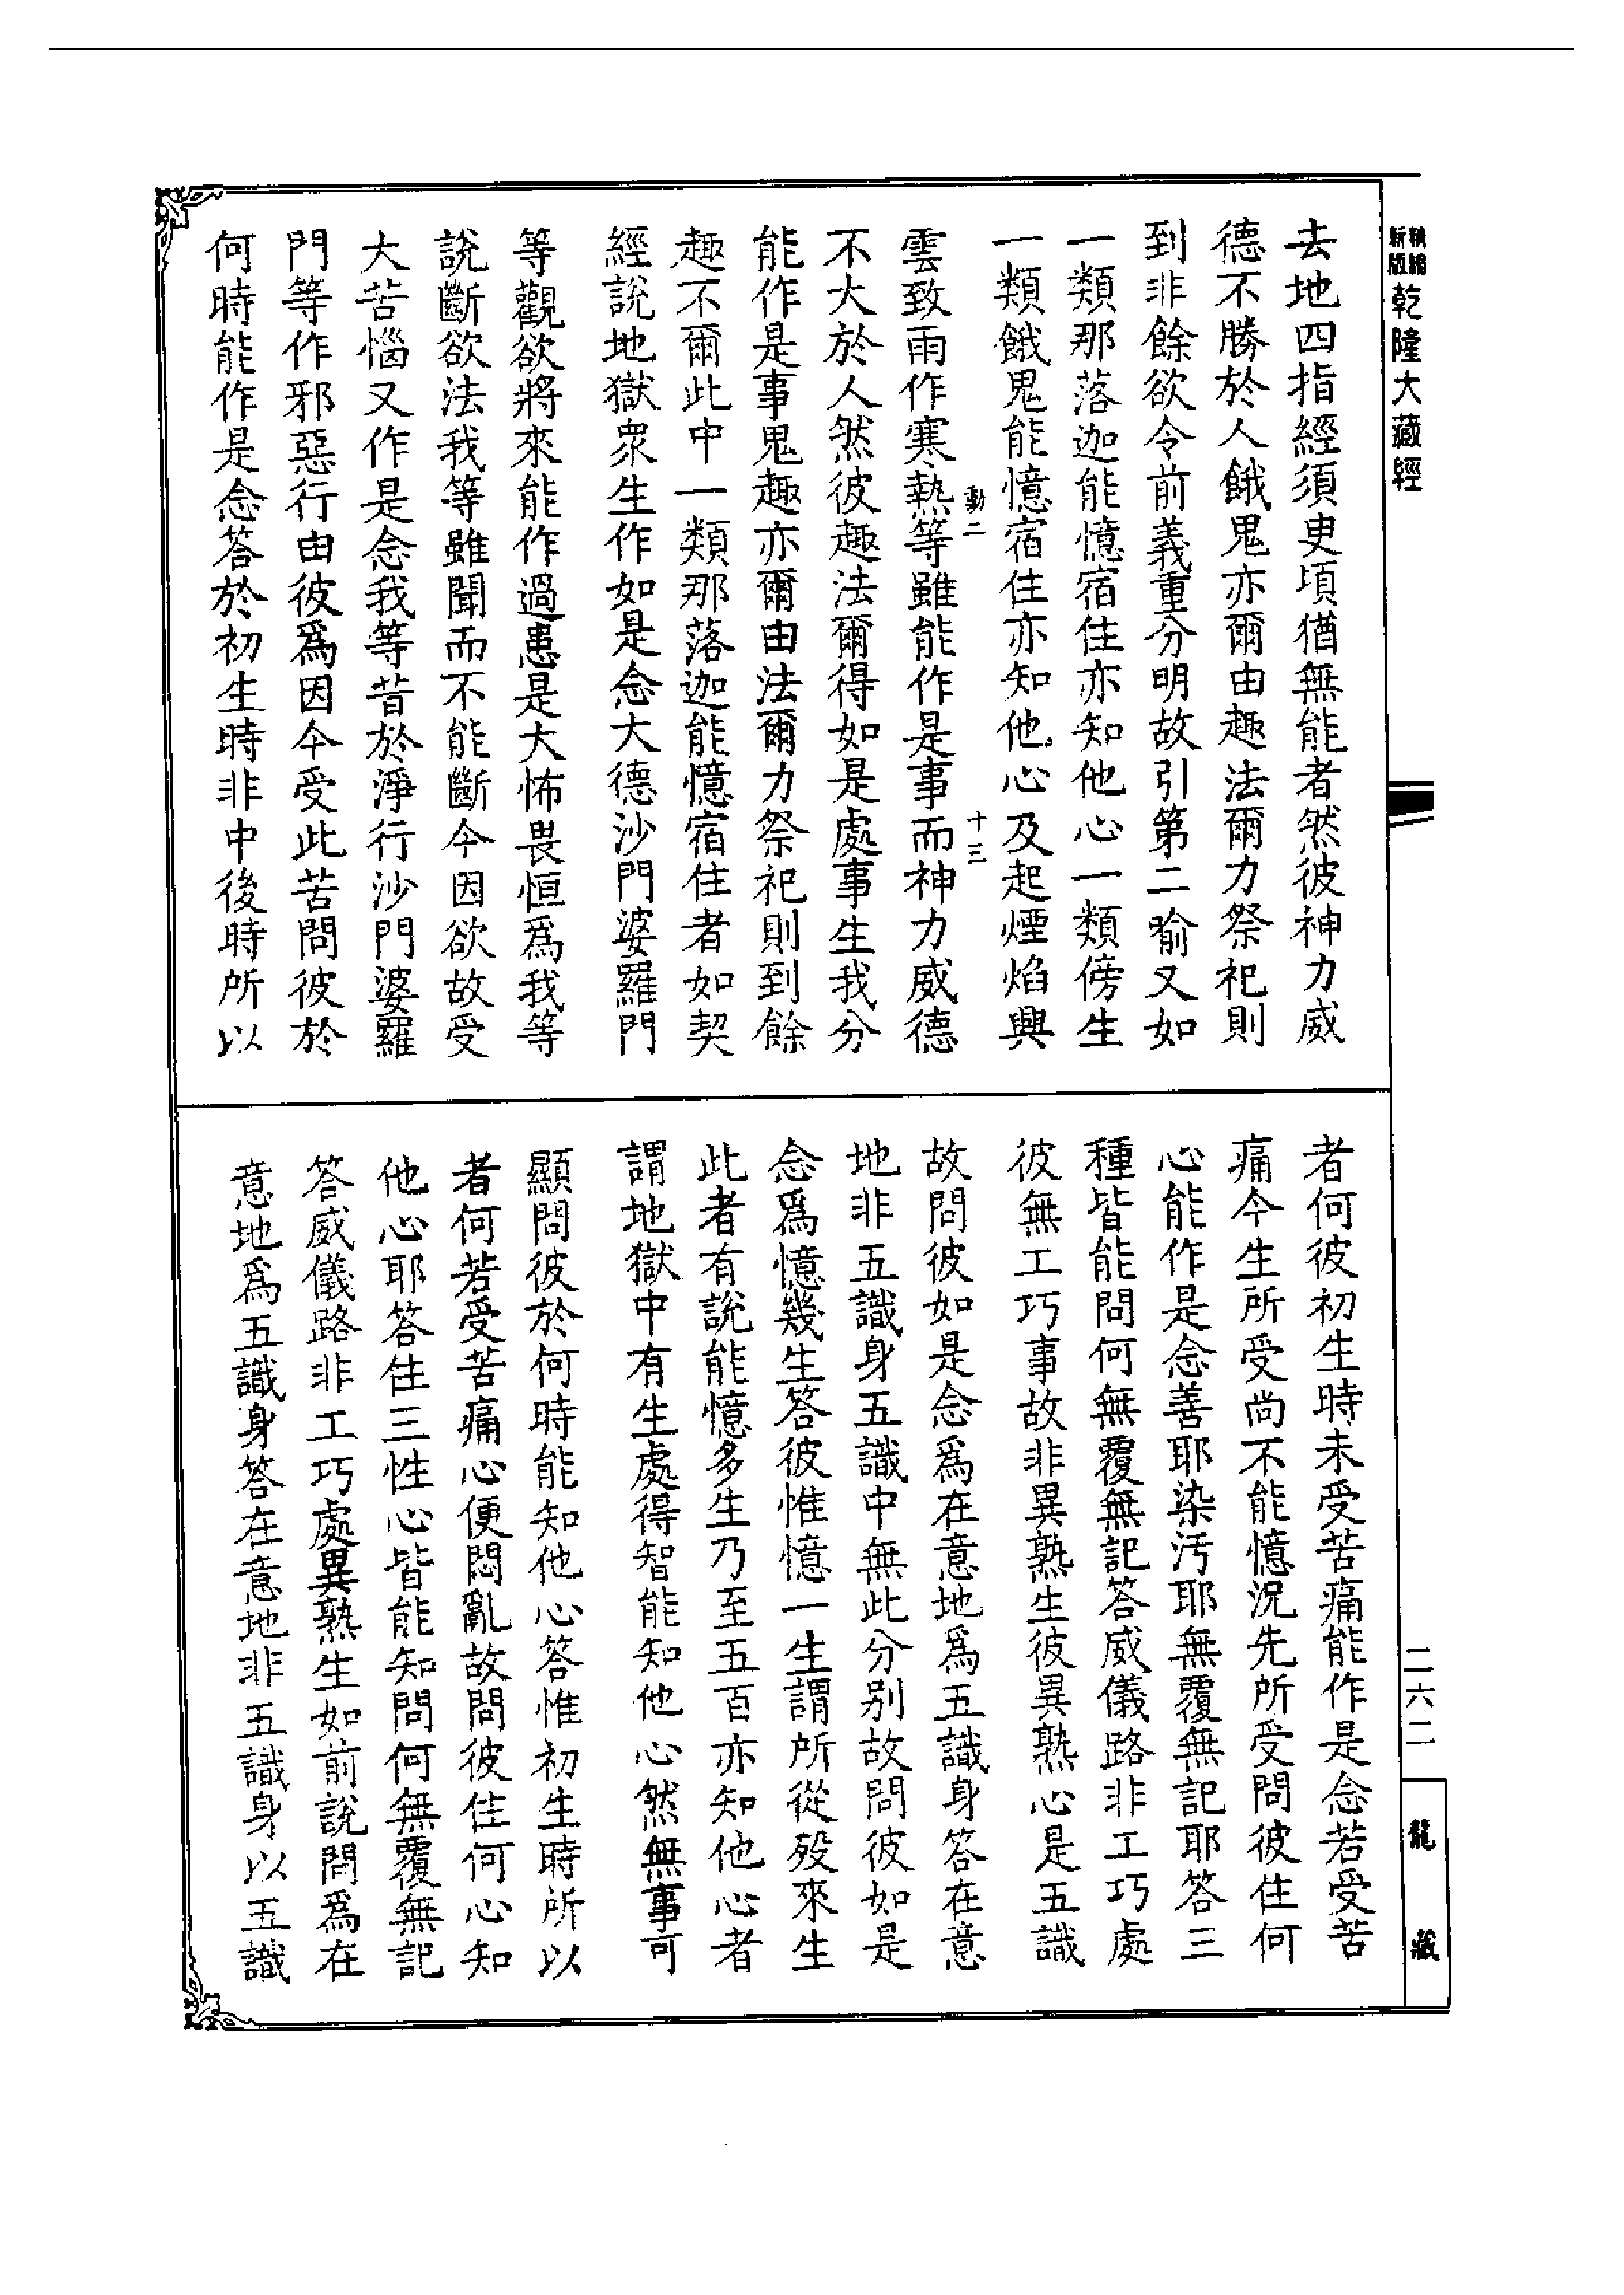 精縮新版乾隆大藏經
去地四指經須臾頃猶無能者然彼神力威
德不勝於人餓鬼亦爾由趣法爾力祭祀則
到非餘欲令前義重分明故引第二喻又如
一類那落迦能憶宿住亦知他心一類傍生
一類餓鬼能憶宿住亦知他心及起煙焰興
動二
十三
雲致雨作寒熱等雖能作是事而神力威德
不大於人然彼趣法爾得如是處事生我分
能作是事鬼趣亦爾由法爾力祭祀則到餘
趣不爾此中一類那落迦能憶宿住者如契
經說地獄眾生作如是念大德沙門婆羅門
等觀欲將來能作過患是大怖畏恒爲我等
說斷欲法我等雖聞而不能斷今因欲故受
大苦惱又作是念我等昔於淨行沙門婆羅
門等作邪惡行由彼爲因今受此苦問彼於
何時能作是念答於初生時非中後時所以
者何彼初生時未受苦痛能作是念若受苦
痛今生所受尚不能憶況先所受問彼住何
心能作是念善耶染汚耶無覆無記耶答三
種皆能問何無覆無記答威儀路非工巧處
彼無工巧事故非異熟生彼異熟心是五識
故問彼如是念爲在意地爲五識身答在意
地非五識身五識中無此分別故問彼如是
念爲憶幾生答彼惟憶一生謂所從歿來生
此者有說能憶多生乃至五百亦知他心者
謂地獄中有生處得智能知他心然無事可
顯問彼於何時能知他心答惟初生時所以
者何若受苦痛心便悶亂故問彼住何心知
他心耶答住三性心皆能知問何無覆無記
答威儀路非工巧處異熟生如前說問爲在
意地爲五識身答在意地非五識身以五識
二六二
龍藏